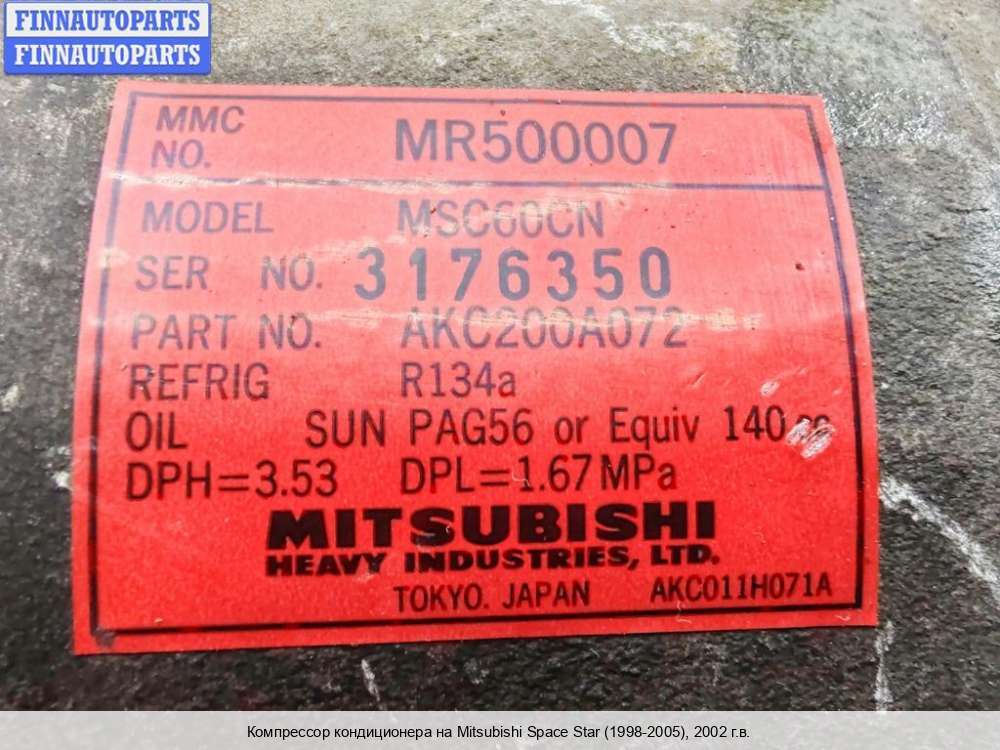 FINNAUTOPARTS
FINNAUTOPARTS
MMC NO. MR500007
MODEL MSC60CN
SER NO. 3176350
PART NO. AKC200A072
REFRIG R134a
OIL SUN PAG56 or Equiv 140 cc
DPH=3.53 DPL=1.67 MPa
MITSUBISHI
HEAVY INDUSTRIES, LTD.
TOKYO. JAPAN AKC011H071A
Компрессор кондиционера на Mitsubishi Space Star (1998-2005), 2002 г.в.